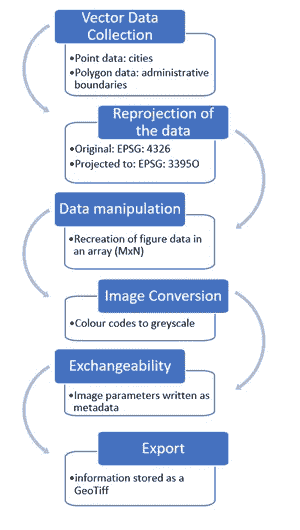 Vector Data
Collection
•Point data: cities
•Polygon data: administrative
boundaries
Reprojection of
the data
•Original: EPSG: 4326
•Projected to: EPSG: 3395O
Data manipulation
•Recreation of figure data in
an array (MxN)
Image Conversion
•Colour codes to greyscale
Exchangeability
•Image parameters written as
metadata
Export
•information stored as a
GeoTiff